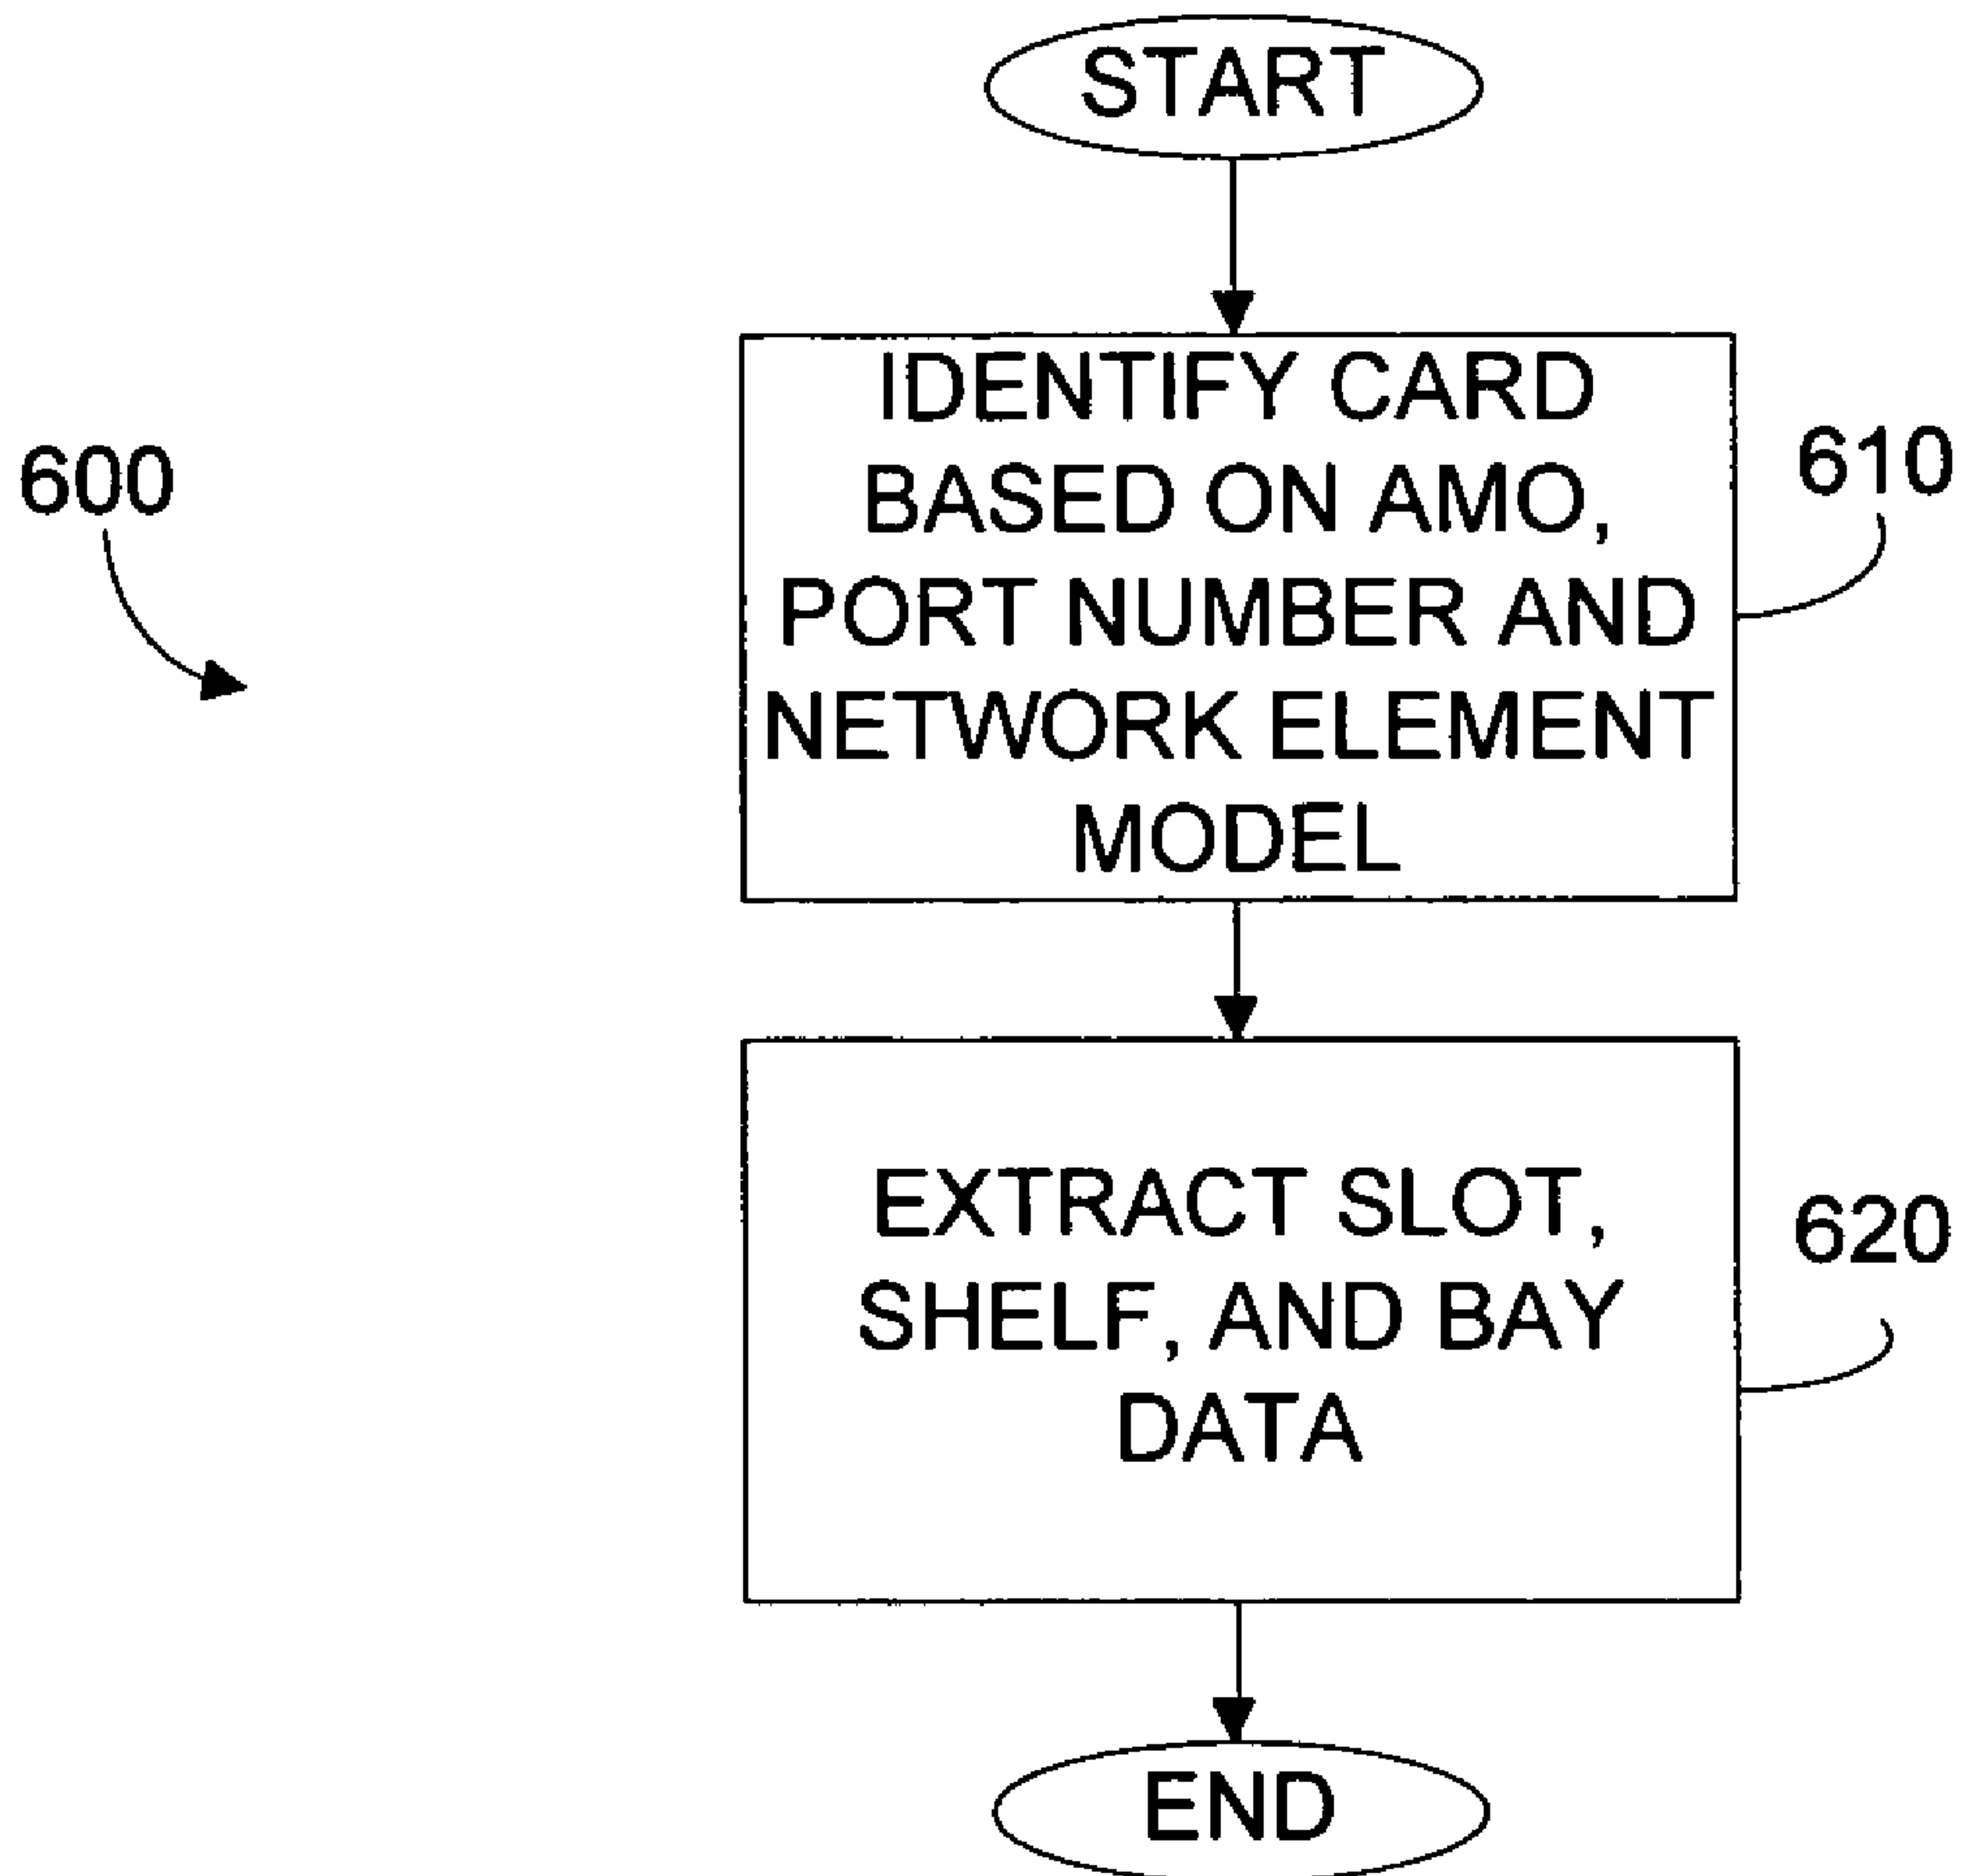 START
IDENTIFY CARD
BASED ON AMO,
PORT NUMBER AND
NETWORK ELEMENT
MODEL
610
600
EXTRACT SLOT,
SHELF, AND BAY
DATA
620
END